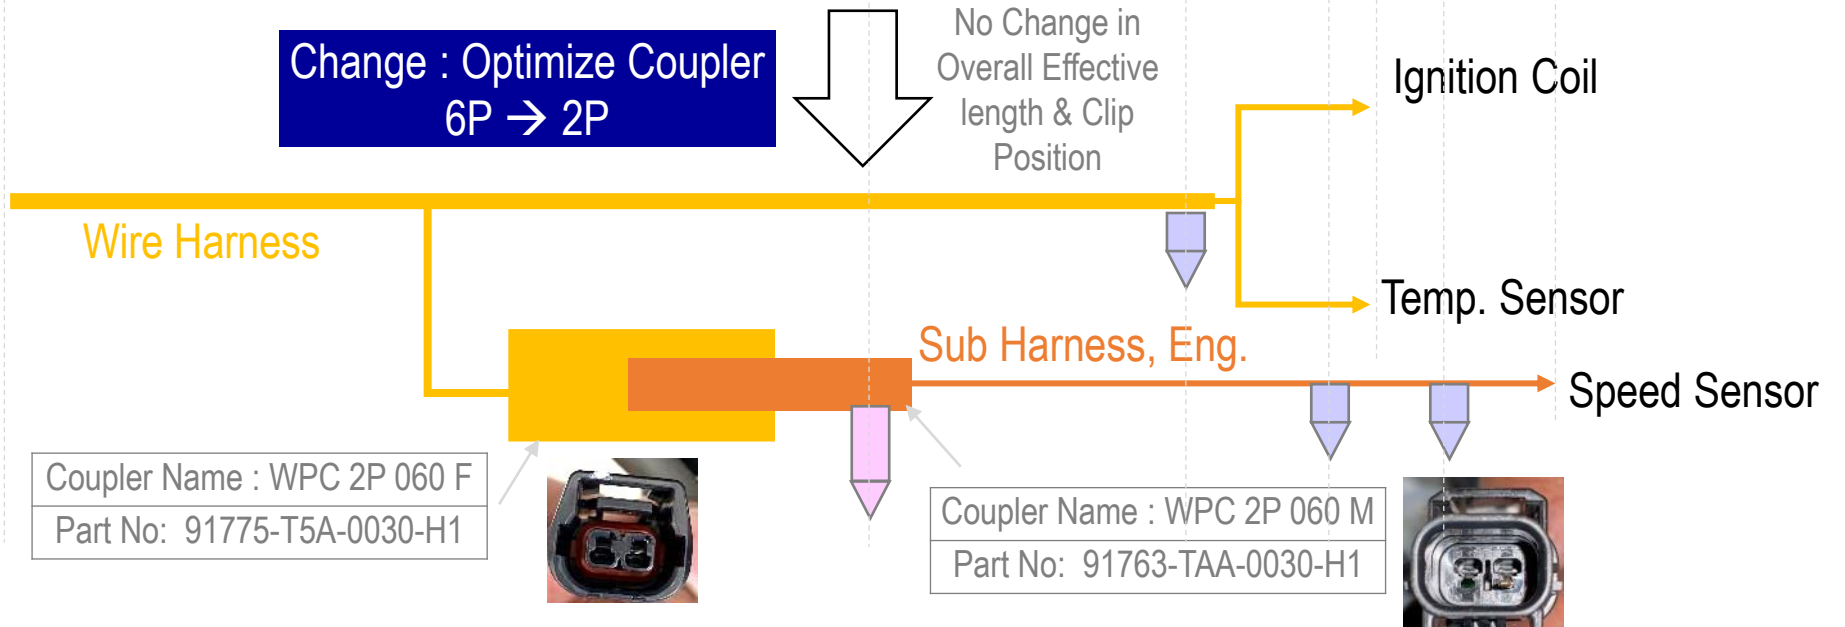 Change : Optimize Coupler
6P → 2P
No Change in
Overall Effective
length & Clip
Position
Ignition Coil
Wire Harness
Temp. Sensor
Sub Harness, Eng.
Speed Sensor
Coupler Name : WPC 2P 060 F
Part No: 91775-T5A-0030-H1
Coupler Name : WPC 2P 060 M
Part No: 91763-TAA-0030-H1